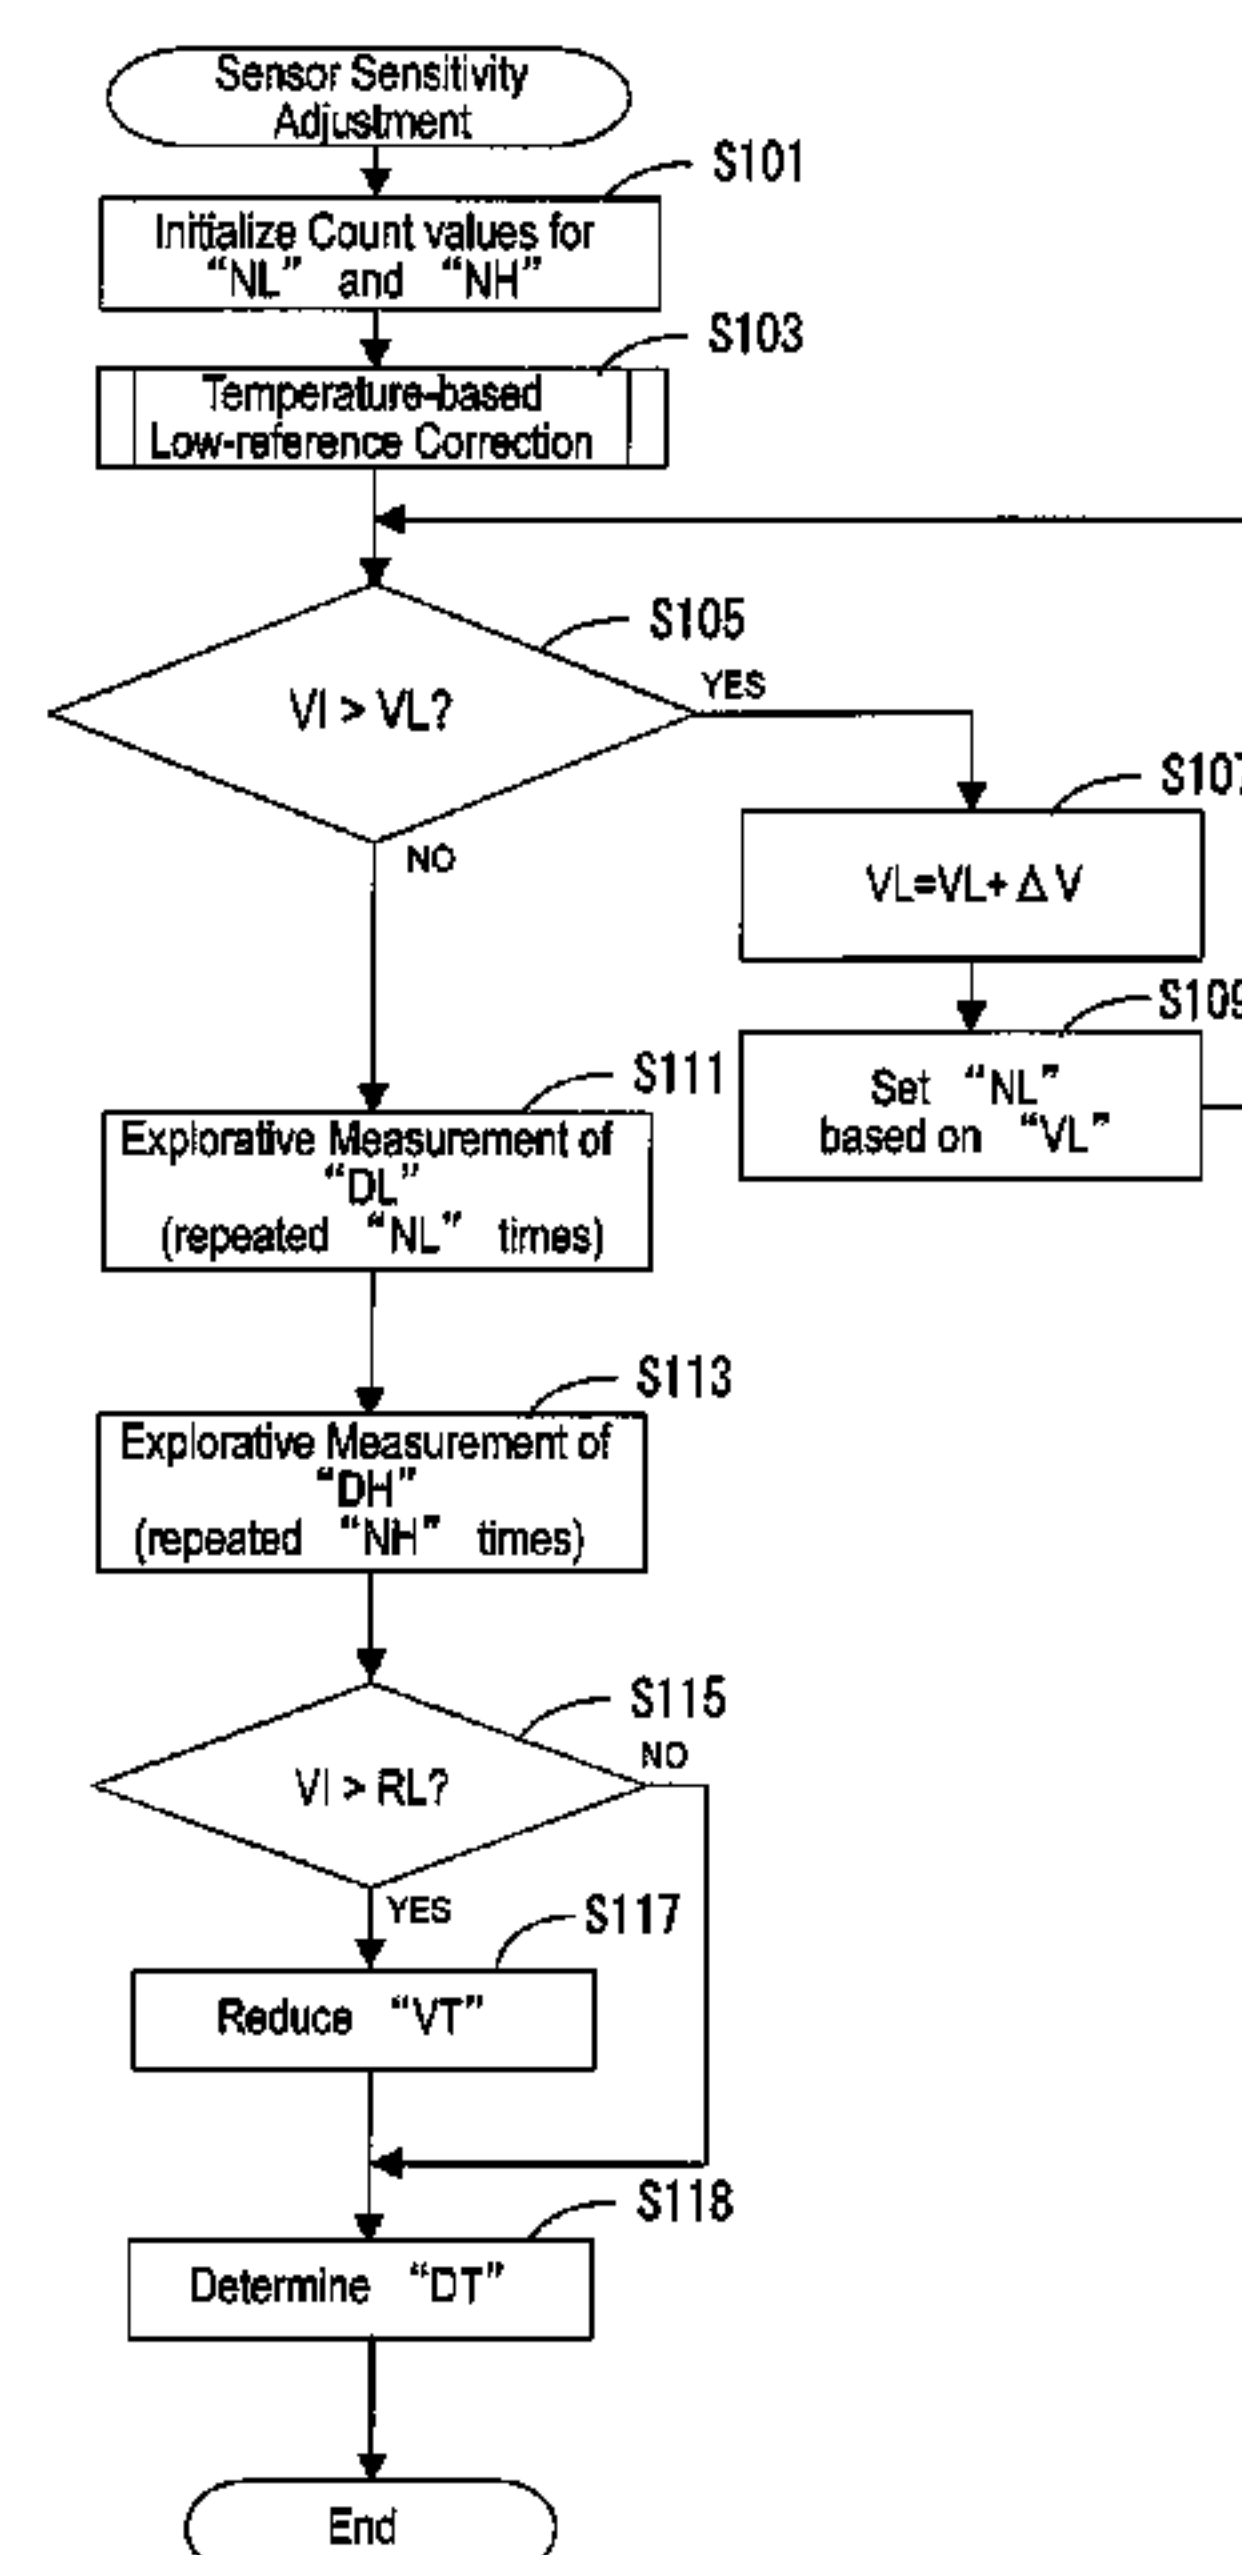 Sensor Sensitivity
Adjustment
S101
Initialize Count values for
“NL” and “NH”
S103
Temperature-based
Low-reference Correction
S105
VI > VL?
YES
NO
S107
VL=VL+ Δ V
S109
Set “NL”
based on “VL”
S111
Explorative Measurement of
“DL”
(repeated “NL” times)
S113
Explorative Measurement of
“DH”
(repeated “NH” times)
S115
VI > RL?
NO
YES
S117
Reduce “VT”
S118
Determine “DT”
End